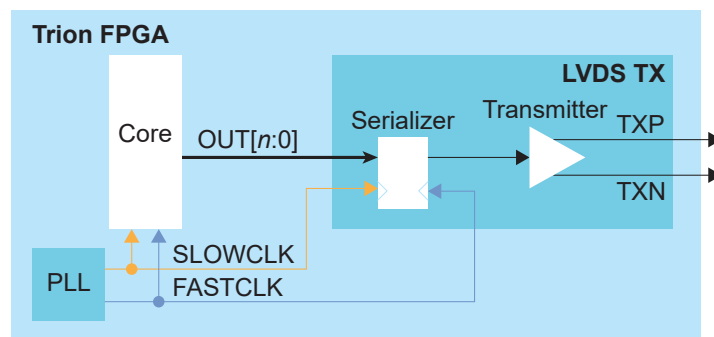 Trion FPGA
LVDS TX
Core
OUT[n:0]
Serializer
Transmitter
TXP
TXN
SLOWCLK
PLL
FASTCLK